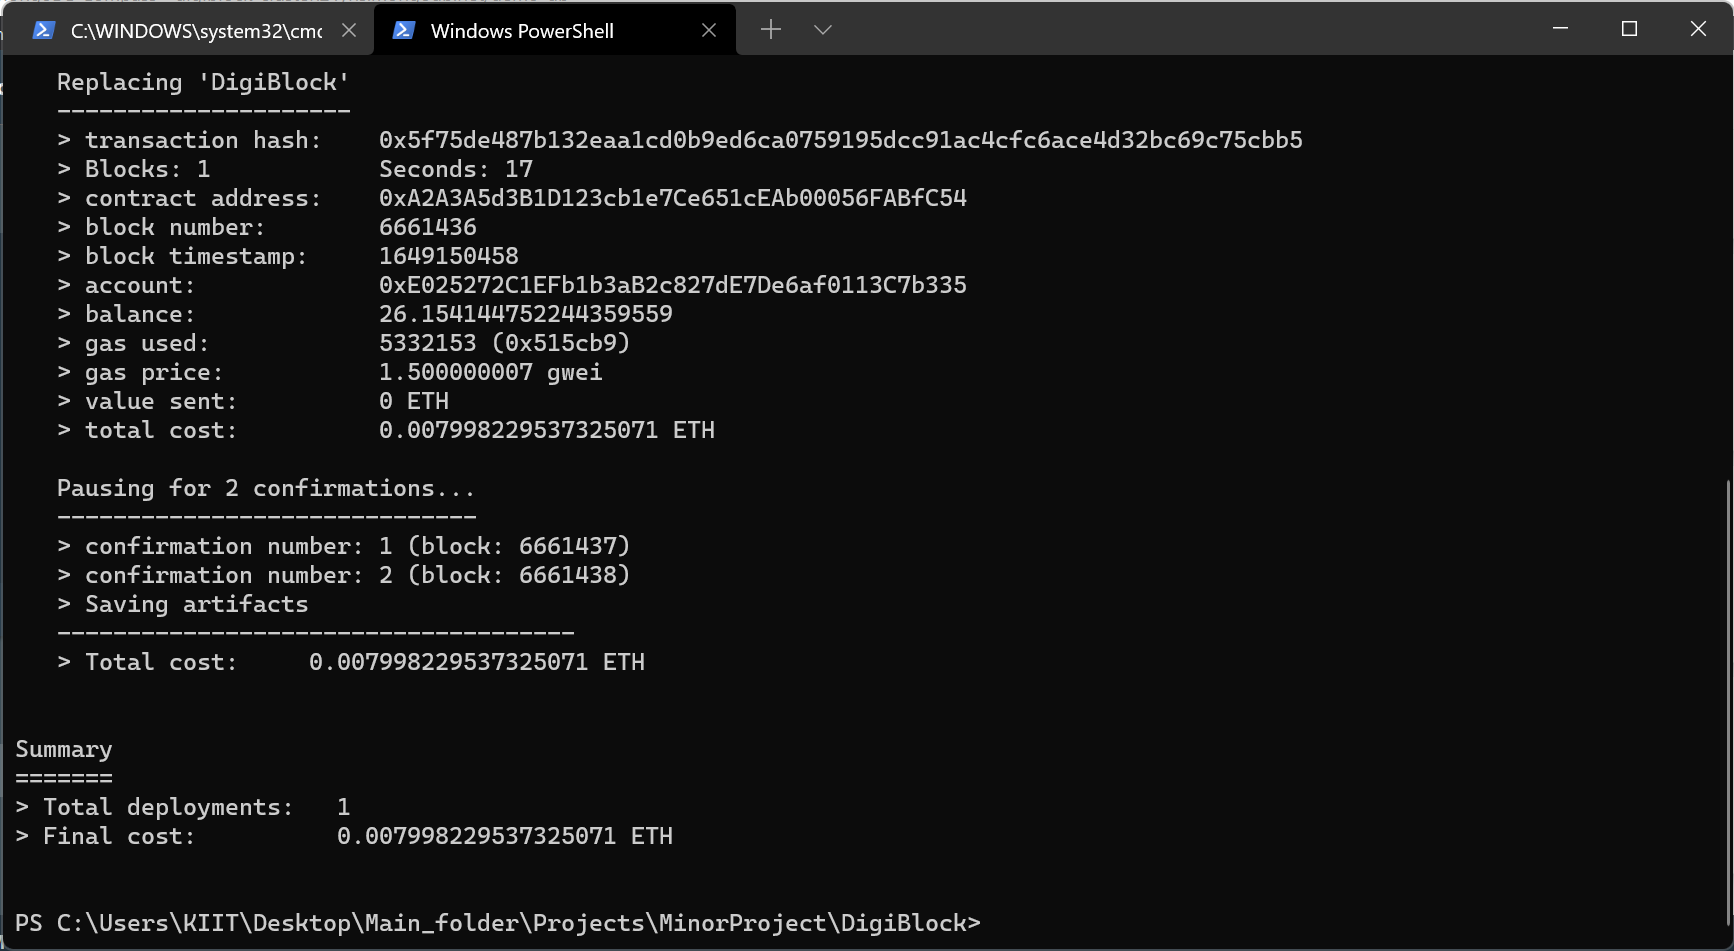 C:\WINDOWS\system32\cmd
Windows PowerShell
Replacing 'DigiBlock'
---------------------
> transaction hash:    0x5f75de487b132eaa1cd0b9ed6ca0759195dcc91ac4cfc6ace4d32bc69c75cbb5
> Blocks: 1            Seconds: 17
> contract address:    0xA2A3A5d3B1D123cb1e7Ce651cEAb00056FABfC54
> block number:        6661436
> block timestamp:     1649150458
> account:             0xE025272C1EFb1b3aB2c827dE7De6af0113C7b335
> balance:             26.154144752244359559
> gas used:            5332153 (0x515cb9)
> gas price:           1.500000007 gwei
> value sent:          0 ETH
> total cost:          0.007998229537325071 ETH
Pausing for 2 confirmations...
------------------------------
> confirmation number: 1 (block: 6661437)
> confirmation number: 2 (block: 6661438)
> Saving artifacts
-------------------------------------
> Total cost:     0.007998229537325071 ETH
Summary
=======
> Total deployments:   1
> Final cost:          0.007998229537325071 ETH
PS C:\Users\KIIT\Desktop\Main_folder\Projects\MinorProject\DigiBlock>